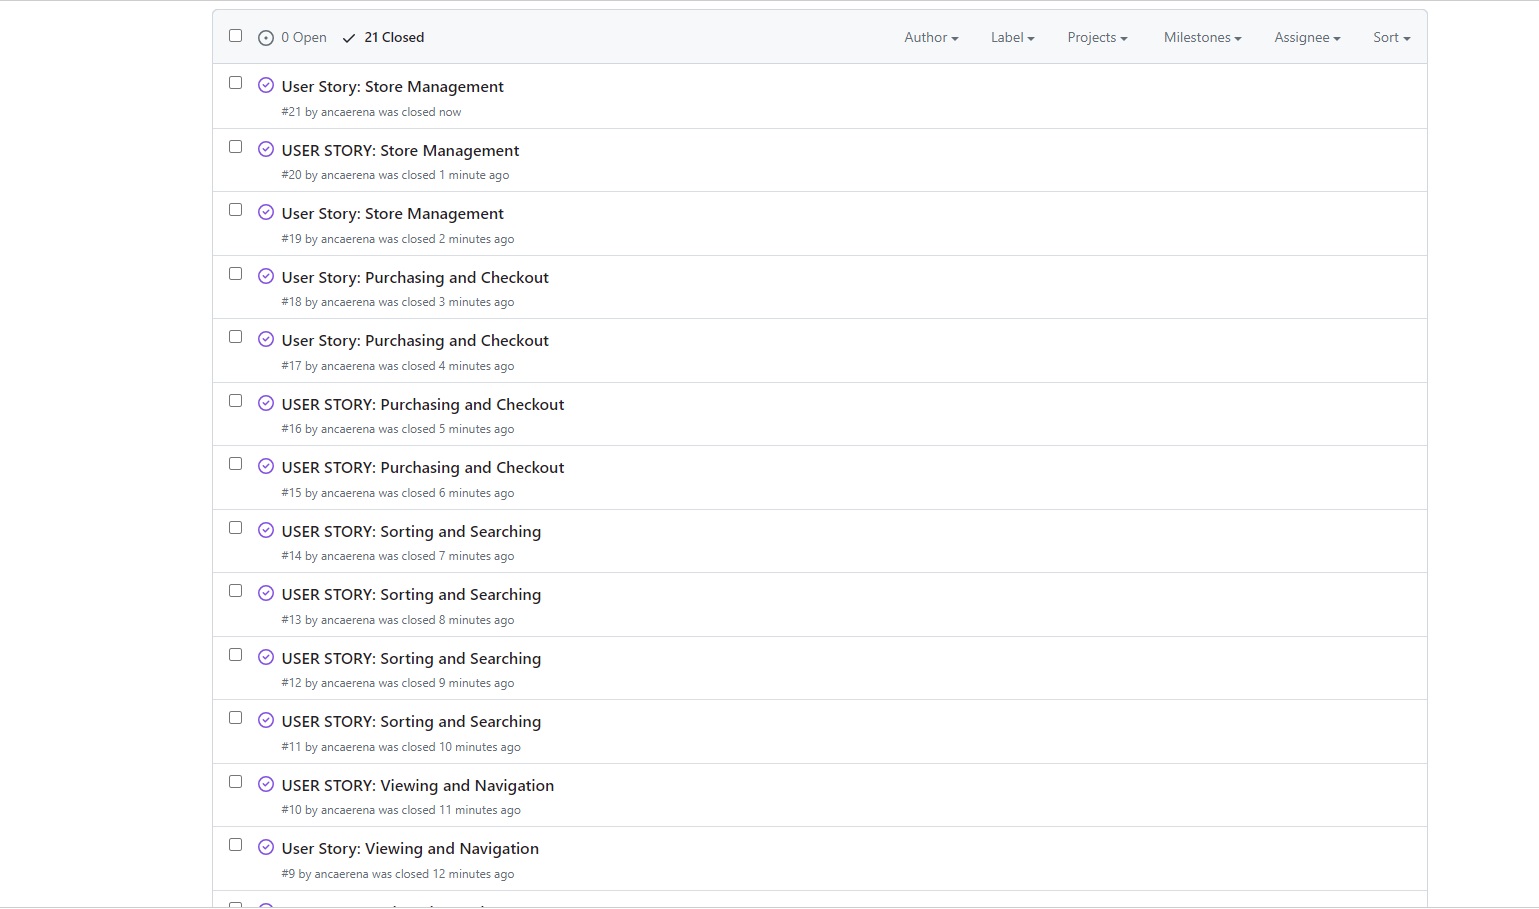 0 Open 21 Closed Author Label Projects Milestones Assignee Sort
User Story: Store Management
#21 by ancaerena was closed now
USER STORY: Store Management
#20 by ancaerena was closed 1 minute ago
User Story: Store Management
#19 by ancaerena was closed 2 minutes ago
User Story: Purchasing and Checkout
#18 by ancaerena was closed 3 minutes ago
User Story: Purchasing and Checkout
#17 by ancaerena was closed 4 minutes ago
USER STORY: Purchasing and Checkout
#16 by ancaerena was closed 5 minutes ago
USER STORY: Purchasing and Checkout
#15 by ancaerena was closed 6 minutes ago
USER STORY: Sorting and Searching
#14 by ancaerena was closed 7 minutes ago
USER STORY: Sorting and Searching
#13 by ancaerena was closed 8 minutes ago
USER STORY: Sorting and Searching
#12 by ancaerena was closed 9 minutes ago
USER STORY: Sorting and Searching
#11 by ancaerena was closed 10 minutes ago
USER STORY: Viewing and Navigation
#10 by ancaerena was closed 11 minutes ago
User Story: Viewing and Navigation
#9 by ancaerena was closed 12 minutes ago